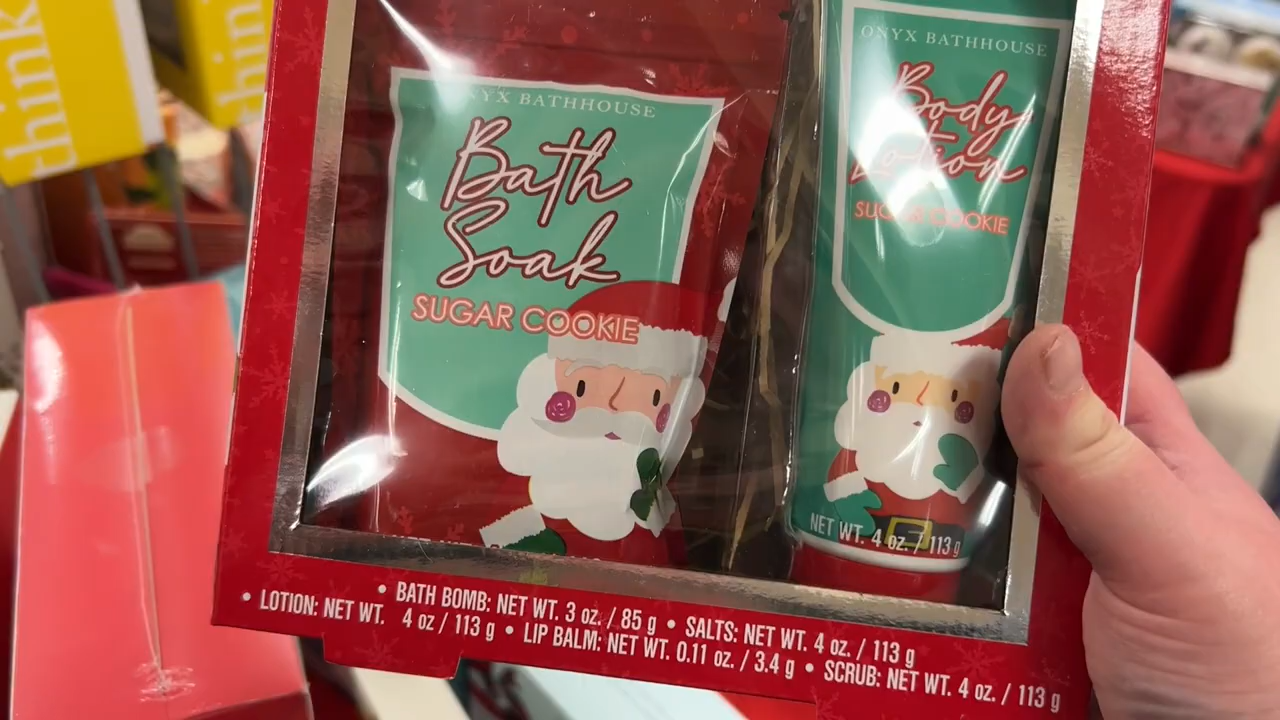 think
thin
ONYX BATHHOUSE
Bath
Soak
SUGAR COOKIE
ONYX BATHHOUSE
Body
Lotion
SUGAR COOKIE
NET WT. 4 oz. / 113 g
• BATH BOMB: NET WT. 3 oz. / 85 g • SALTS: NET WT. 4 oz. / 113 g
• LOTION: NET WT. 4 oz / 113 g • LIP BALM: NET WT. 0.11 oz. / 3.4 g • SCRUB: NET WT. 4 oz. / 113 g